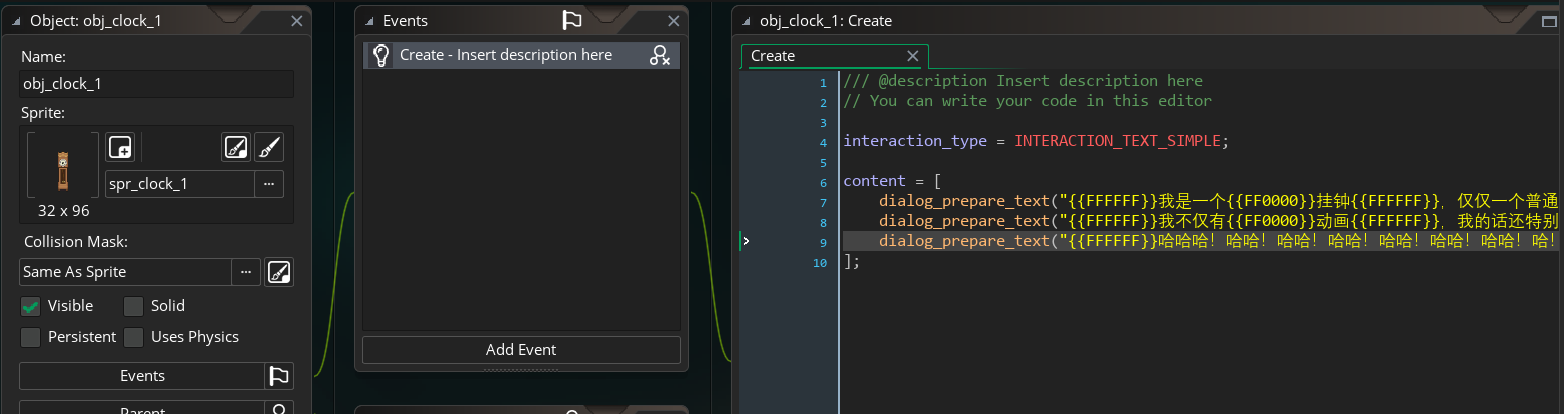 Object: obj_clock_1
Name:
obj_clock_1
Sprite:
spr_clock_1
...
32 x 96
Collision Mask:
Same As Sprite
...
Visible
Solid
Persistent
Uses Physics
Events
Parent
Events
Create - Insert description here
Add Event
obj_clock_1: Create
Create
1 /// @description Insert description here
2 // You can write your code in this editor
3
4 interaction_type = INTERACTION_TEXT_SIMPLE;
5
6 content = [
7 dialog_prepare_text("{{FFFFFF}}我是一个{{FF0000}}挂钟{{FFFFFF}}, 仅仅一个普通
8 dialog_prepare_text("{{FFFFFF}}我不仅有{{FF0000}}动画{{FFFFFF}}, 我的话还特别
9 dialog_prepare_text("{{FFFFFF}}哈哈哈! 哈哈! 哈哈! 哈哈! 哈哈! 哈哈! 哈哈! 哈!
10 ];